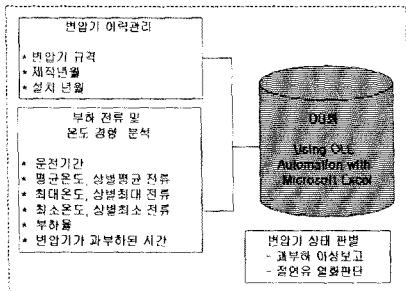 변압기 이력관리
* 변압기 규격
* 제작년월
* 설치 년월
부하 전류 및
온도 경향 분석
* 운전기간
* 평균온도, 상별평균 전류
* 최대온도, 상별최대 전류
* 최소온도, 상별최소 전류
* 부하율
* 변압기가 과부하된 시간
DB화
Using OLE
Automation with
Microsoft Excel
변압기 상태 판별
- 과부하 이상보고
- 절연유 열화판단